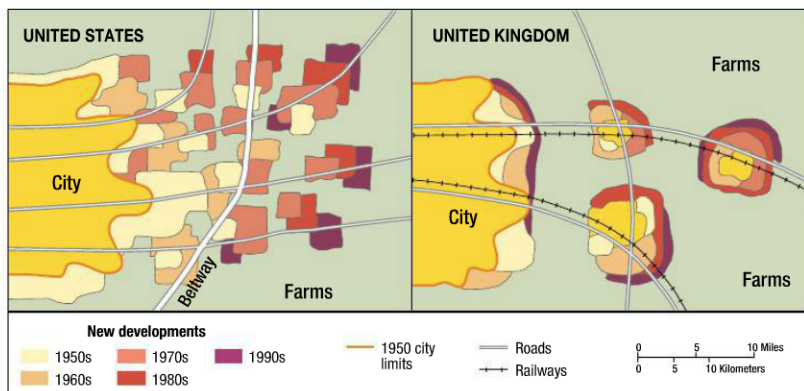 UNITED STATES
City
Beltway
Farms
UNITED KINGDOM
Farms
City
Farms
New developments
1950s
1960s
1970s
1980s
1990s
1950 city
limits
Roads
Railways
0 5 10 Miles
0 5 10 Kilometers